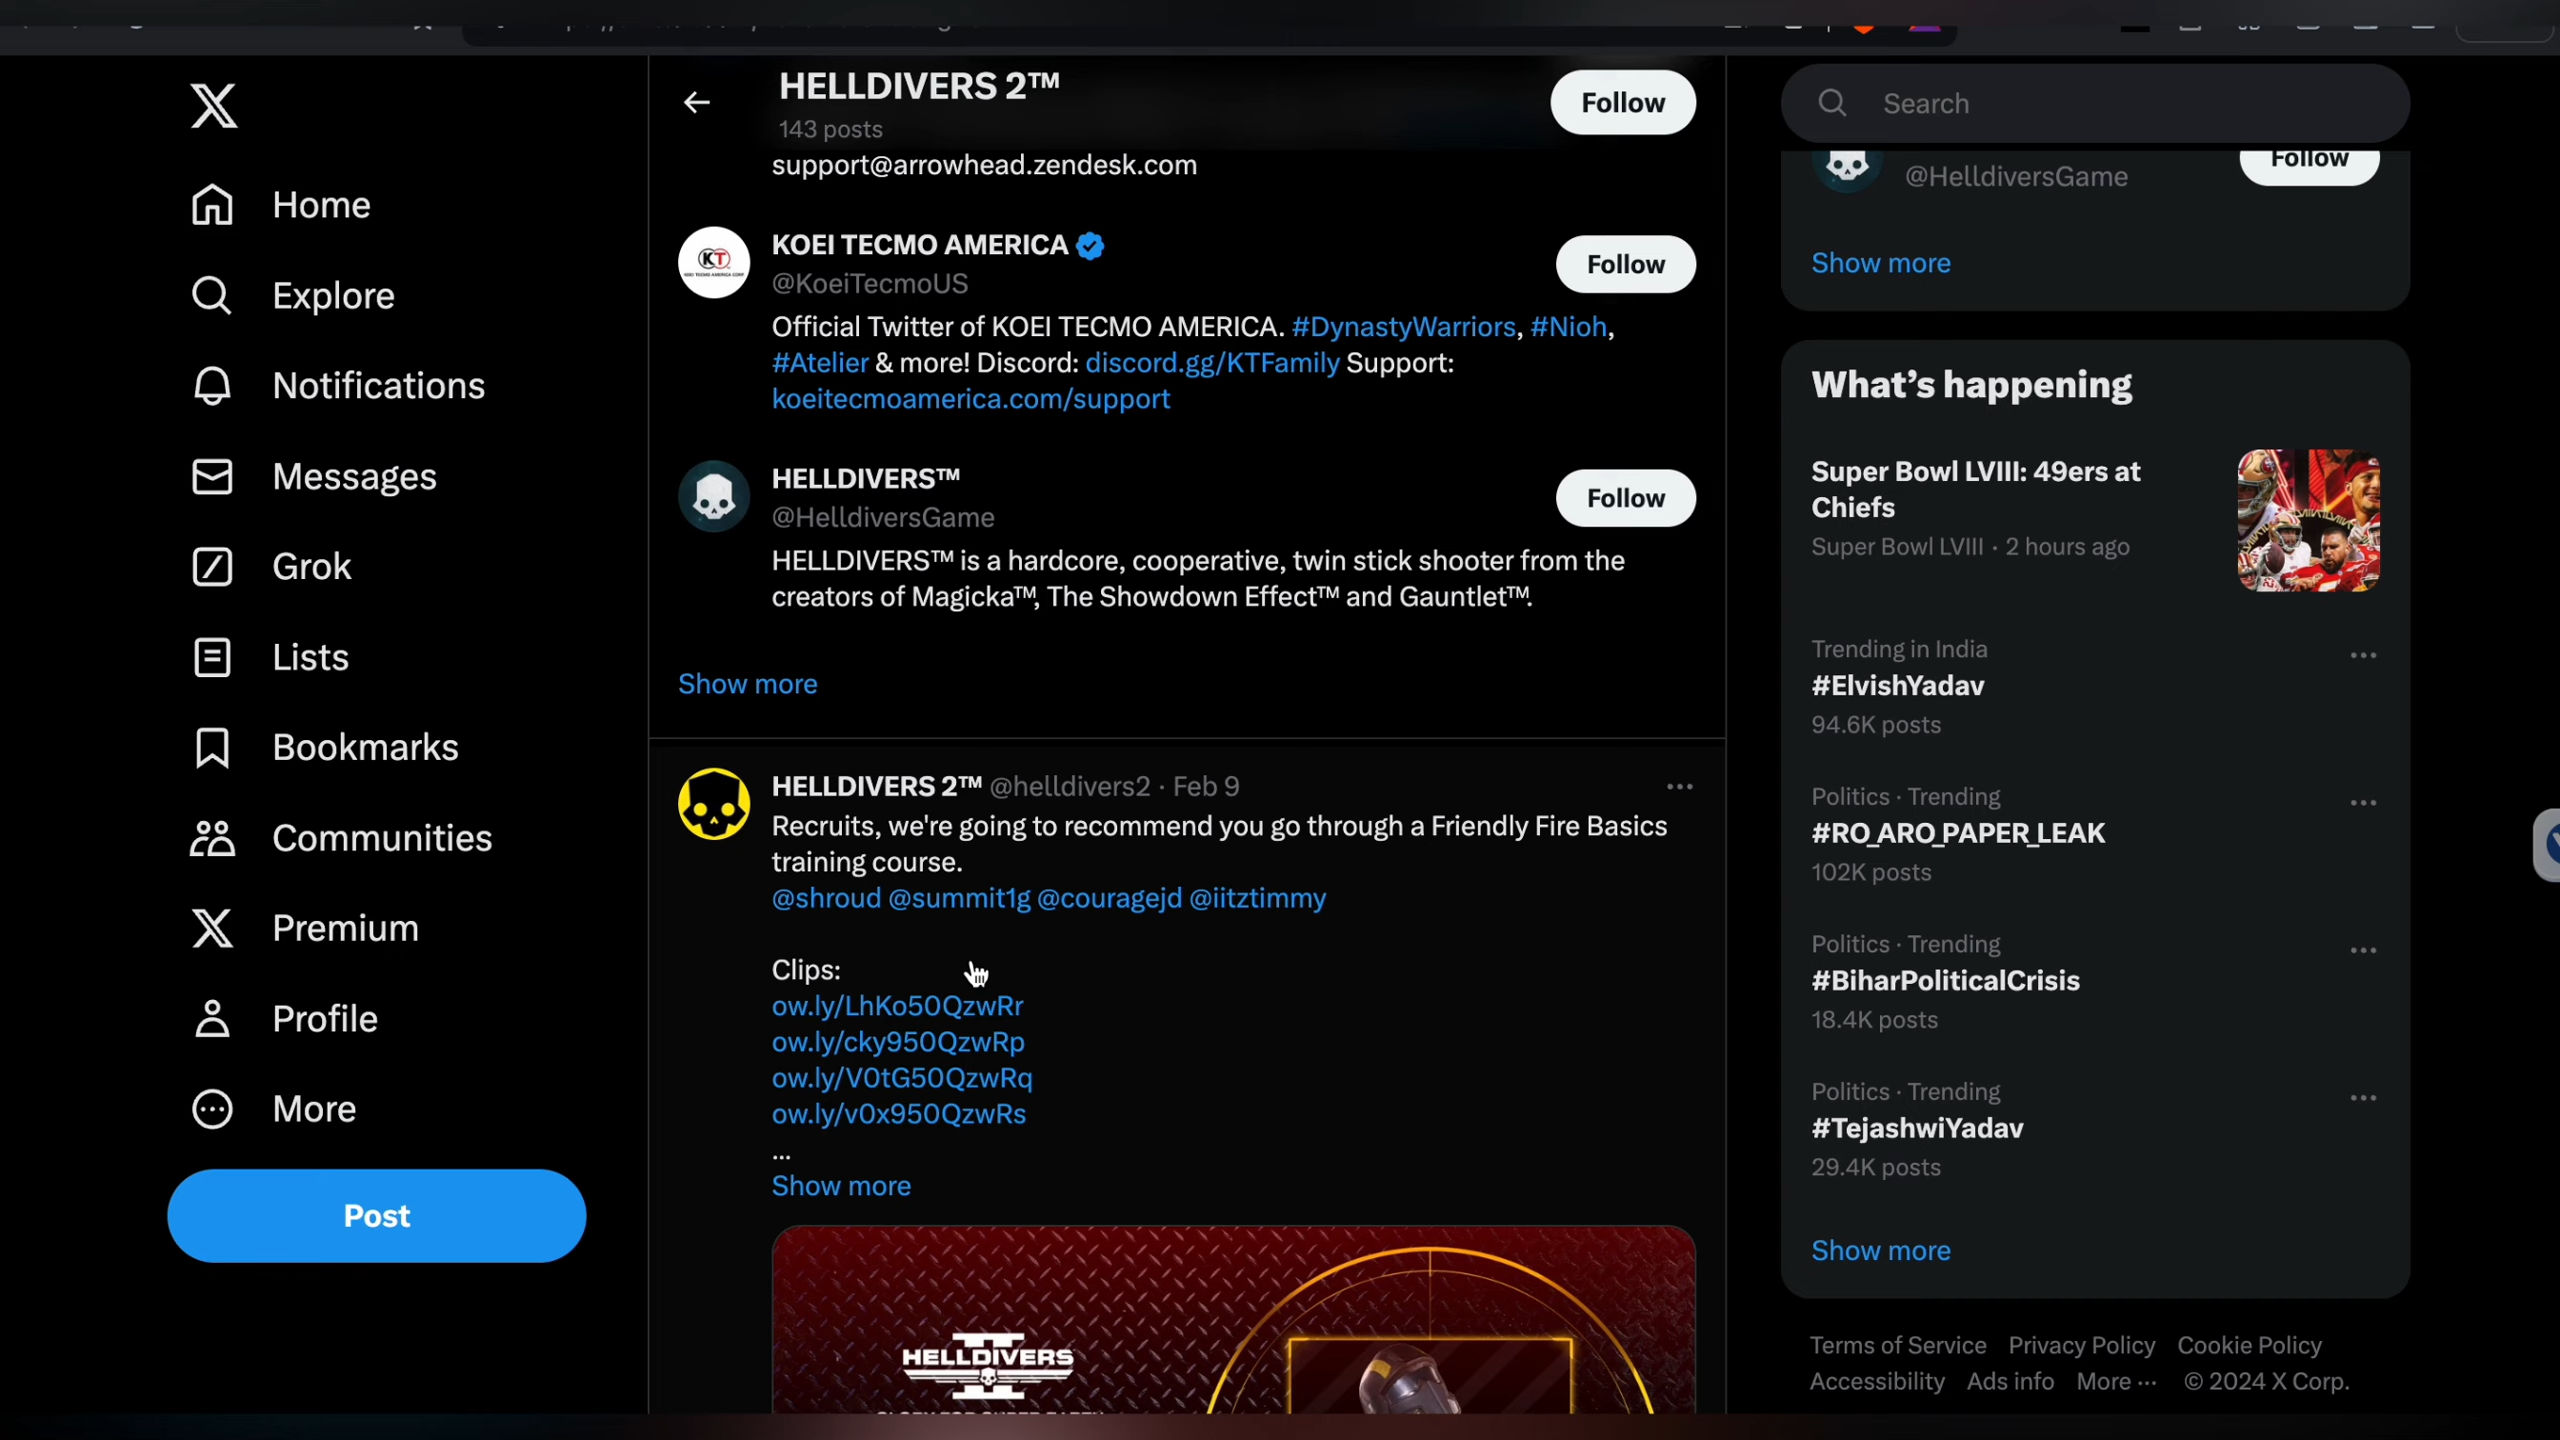 Home
Explore
Notifications
Messages
Grok
Lists
Bookmarks
Communities
Premium
Profile
More
Post
HELLDIVERS 2™
143 posts
Follow
support@arrowhead.zendesk.com
KOEI TECMO AMERICA
@KoeiTecmoUS
Follow
Official Twitter of KOEI TECMO AMERICA. #DynastyWarriors, #Nioh,
#Atelier & more! Discord: discord.gg/KTFamily Support:
koeitecmoamerica.com/support
HELLDIVERS™
@HelldiversGame
Follow
HELLDIVERS™ is a hardcore, cooperative, twin stick shooter from the
creators of Magicka™, The Showdown Effect™ and Gauntlet™.
Show more
HELLDIVERS 2™ @helldivers2 · Feb 9
Recruits, we're going to recommend you go through a Friendly Fire Basics
training course.
@shroud @summit1g @couragejd @iitztimmy
Clips:
ow.ly/LhKo50QzwRr
ow.ly/cky950QzwRp
ow.ly/V0tG50QzwRq
ow.ly/v0x950QzwRs
...
Show more
HELLDIVERS
Search
@HelldiversGame
Follow
Show more
What's happening
Super Bowl LVIII: 49ers at
Chiefs
Super Bowl LVIII · 2 hours ago
Trending in India
#ElvishYadav
94.6K posts
Politics · Trending
#RO_ARO_PAPER_LEAK
102K posts
Politics · Trending
#BiharPoliticalCrisis
18.4K posts
Politics · Trending
#TejashwiYadav
29.4K posts
Show more
Terms of Service Privacy Policy Cookie Policy
Accessibility Ads info More ··· © 2024 X Corp.